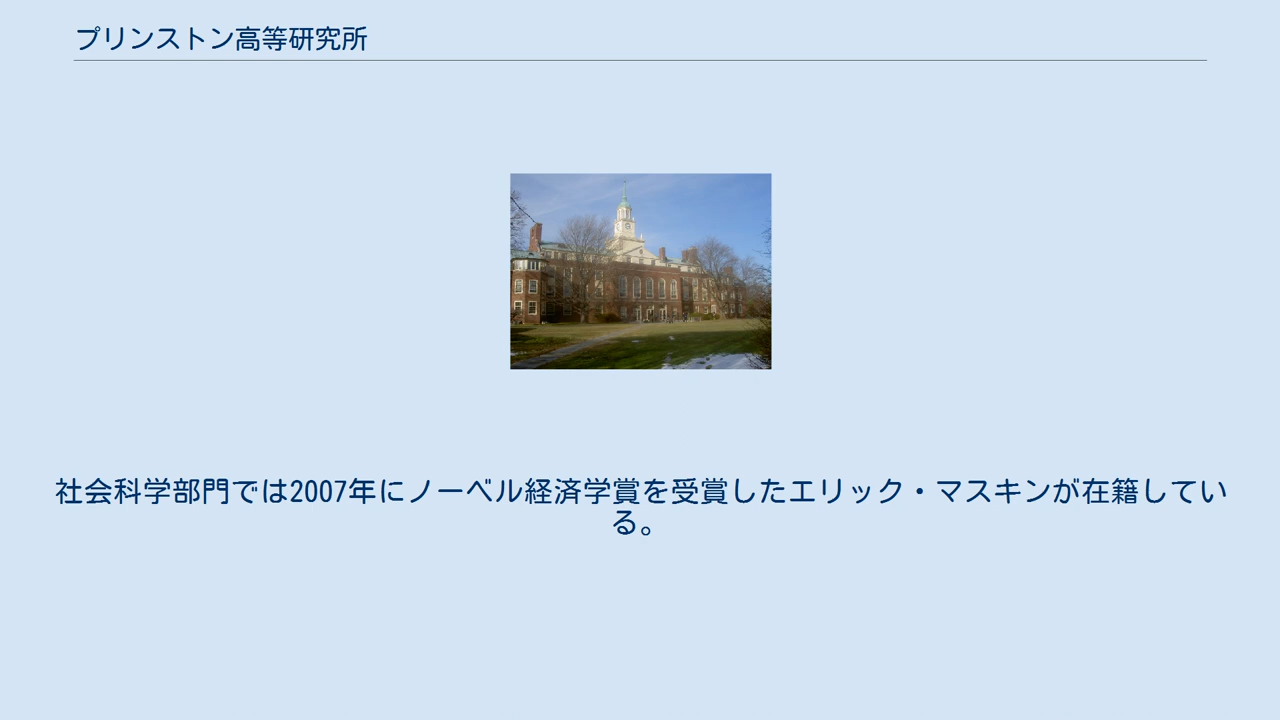 プリンストン高等研究所
社会科学部門では2007年にノーベル経済学賞を受賞したエリック・マスキンが在籍してい
る。